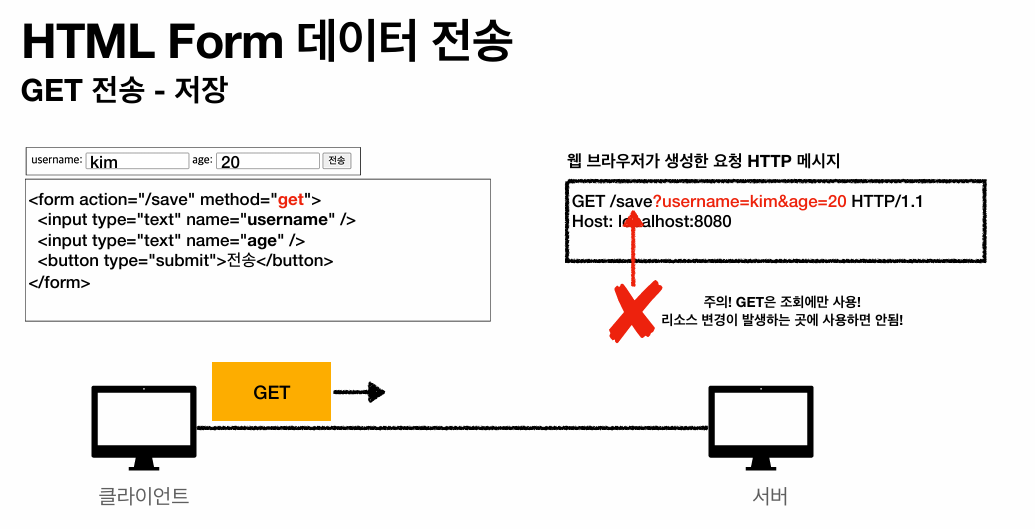 HTML Form 데이터 전송
GET 전송 - 저장
username: kim age: 20 전송
<form action="/save" method="get">
<input type="text" name="username" />
<input type="text" name="age" />
<button type="submit">전송</button>
</form>
웹 브라우저가 생성한 요청 HTTP 메시지
GET /save?username=kim&age=20 HTTP/1.1
Host: localhost:8080
주의! GET은 조회에만 사용!
리소스 변경이 발생하는 곳에 사용하면 안됨!
GET
클라이언트
서버